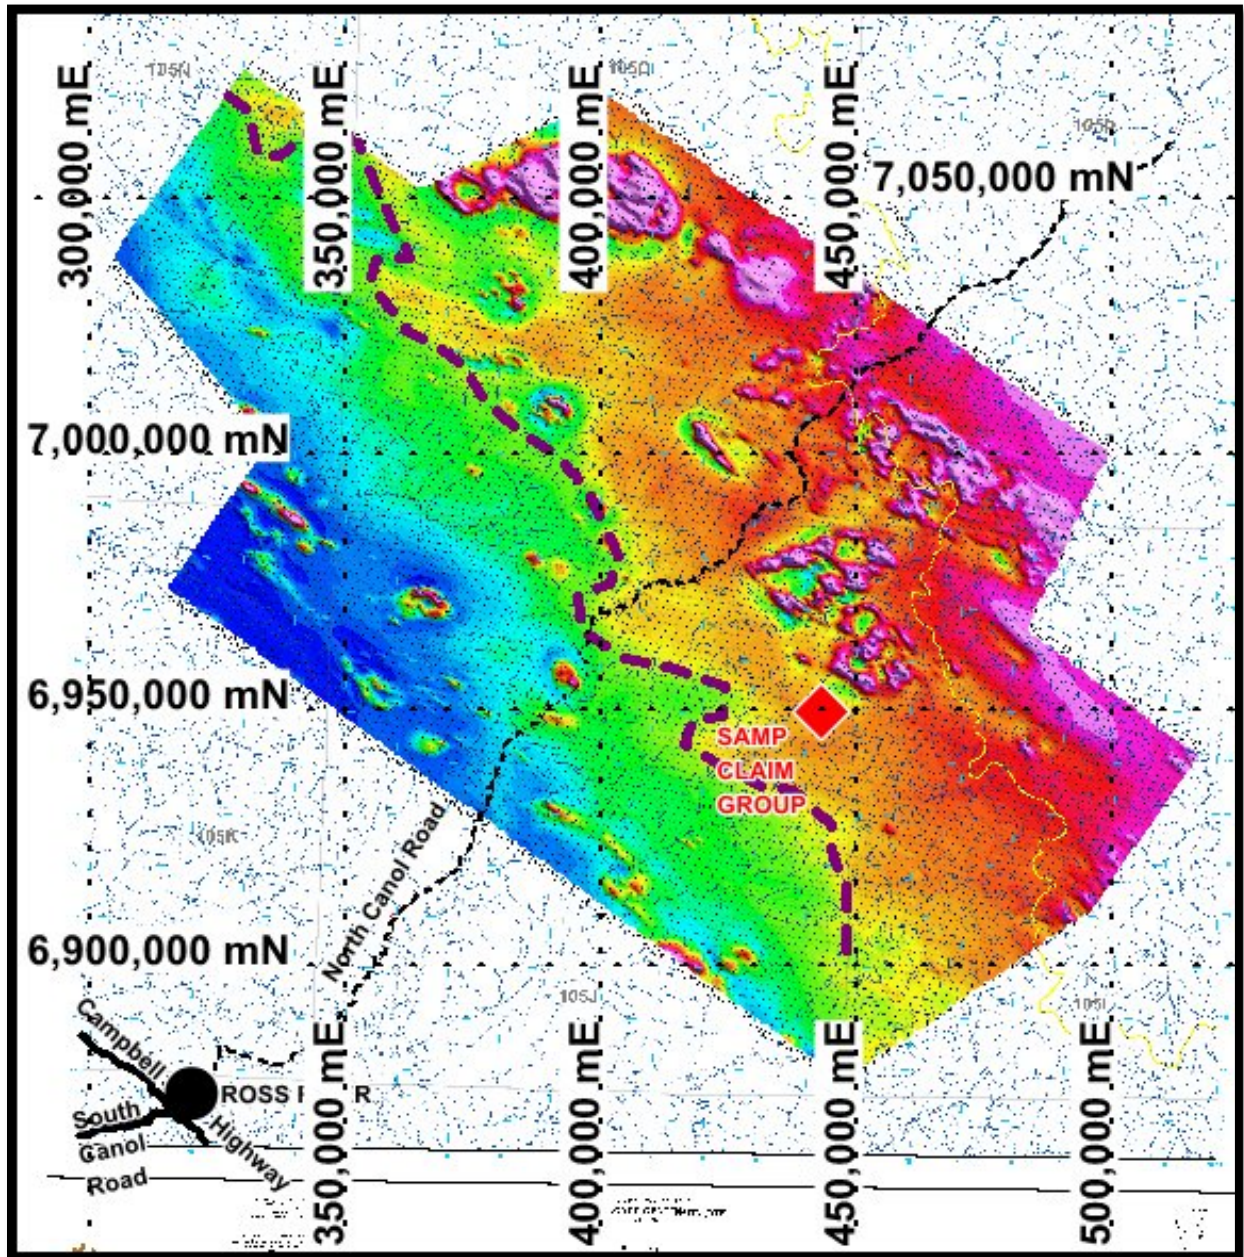 105N
105O
105P
300,000 mE
350,000 mE
400,000 mE
450,000 mE
7,050,000 mN
7,000,000 mN
6,950,000 mN
SAMP
CLAIM
GROUP
105K
North Canol Road
6,900,000 mN
105J
105I
Campbell
Highway
ROSS
South
Canol
Road
350,000 mE
400,000 mE
450,000 mE
500,000 mE